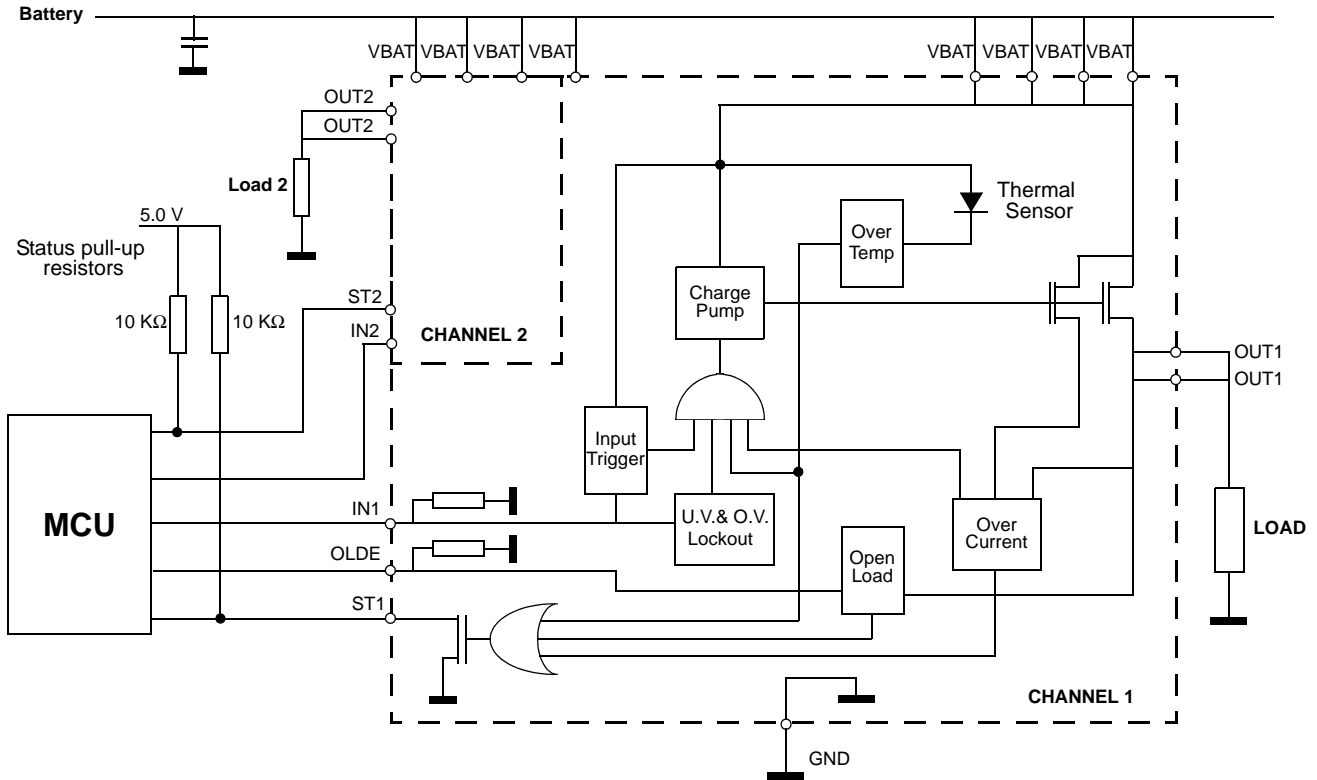 Battery
VBAT VBAT VBAT VBAT
VBAT VBAT VBAT VBAT
OUT2
OUT2
Load 2
5.0 V
Status pull-up
resistors
10 KΩ
10 KΩ
ST2
IN2
CHANNEL 2
Thermal
Sensor
Over
Temp
Charge
Pump
OUT1
OUT1
Input
Trigger
MCU
IN1
U.V.& O.V.
Lockout
Over
Current
LOAD
OLDE
Open
Load
ST1
CHANNEL 1
GND